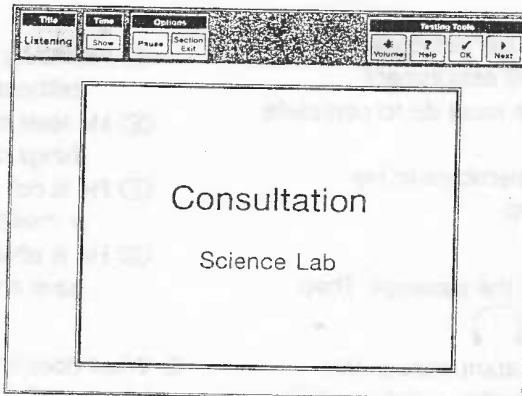 Title Time Options Testing Tools
Listening Show Pause Section Exit Volume Help OK Next
Consultation
Science Lab